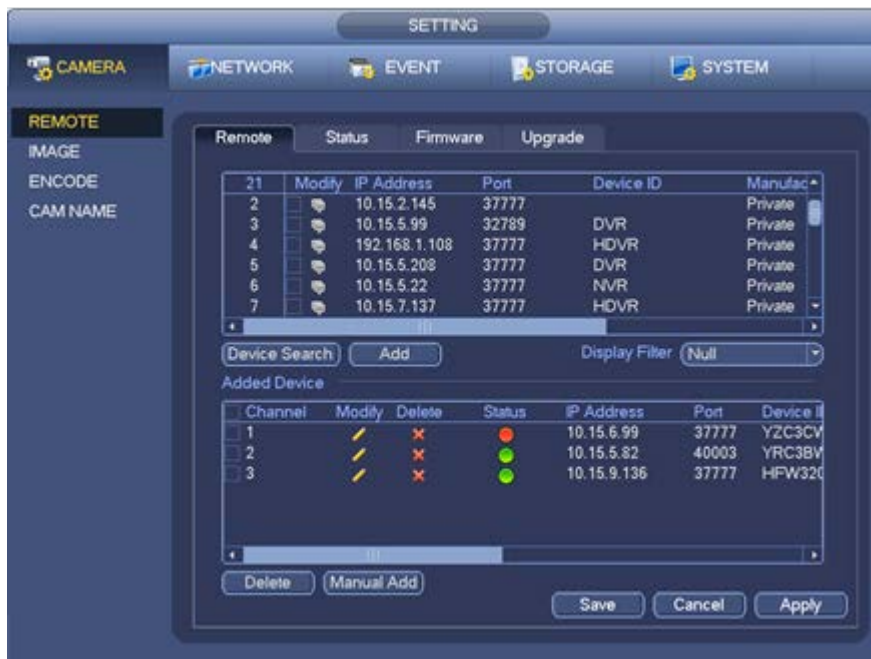 SETTING
CAMERA NETWORK EVENT STORAGE SYSTEM
REMOTE
IMAGE
ENCODE
CAM NAME
Remote Status Firmware Upgrade
21 Modify IP Address Port Device ID Manufac
2 10.15.2.145 37777 Private
3 10.15.5.99 32789 DVR Private
4 192.168.1.108 37777 HDVR Private
5 10.15.5.208 37777 DVR Private
6 10.15.5.22 37777 NVR Private
7 10.15.7.137 37777 HDVR Private
Device Search Add Display Filter Null
Added Device
Channel Modify Delete Status IP Address Port Device I
1 10.15.6.99 37777 YZC3CW
2 10.15.5.82 40003 YRC3BW
3 10.15.9.136 37777 HFW320
Delete Manual Add
Save Cancel Apply